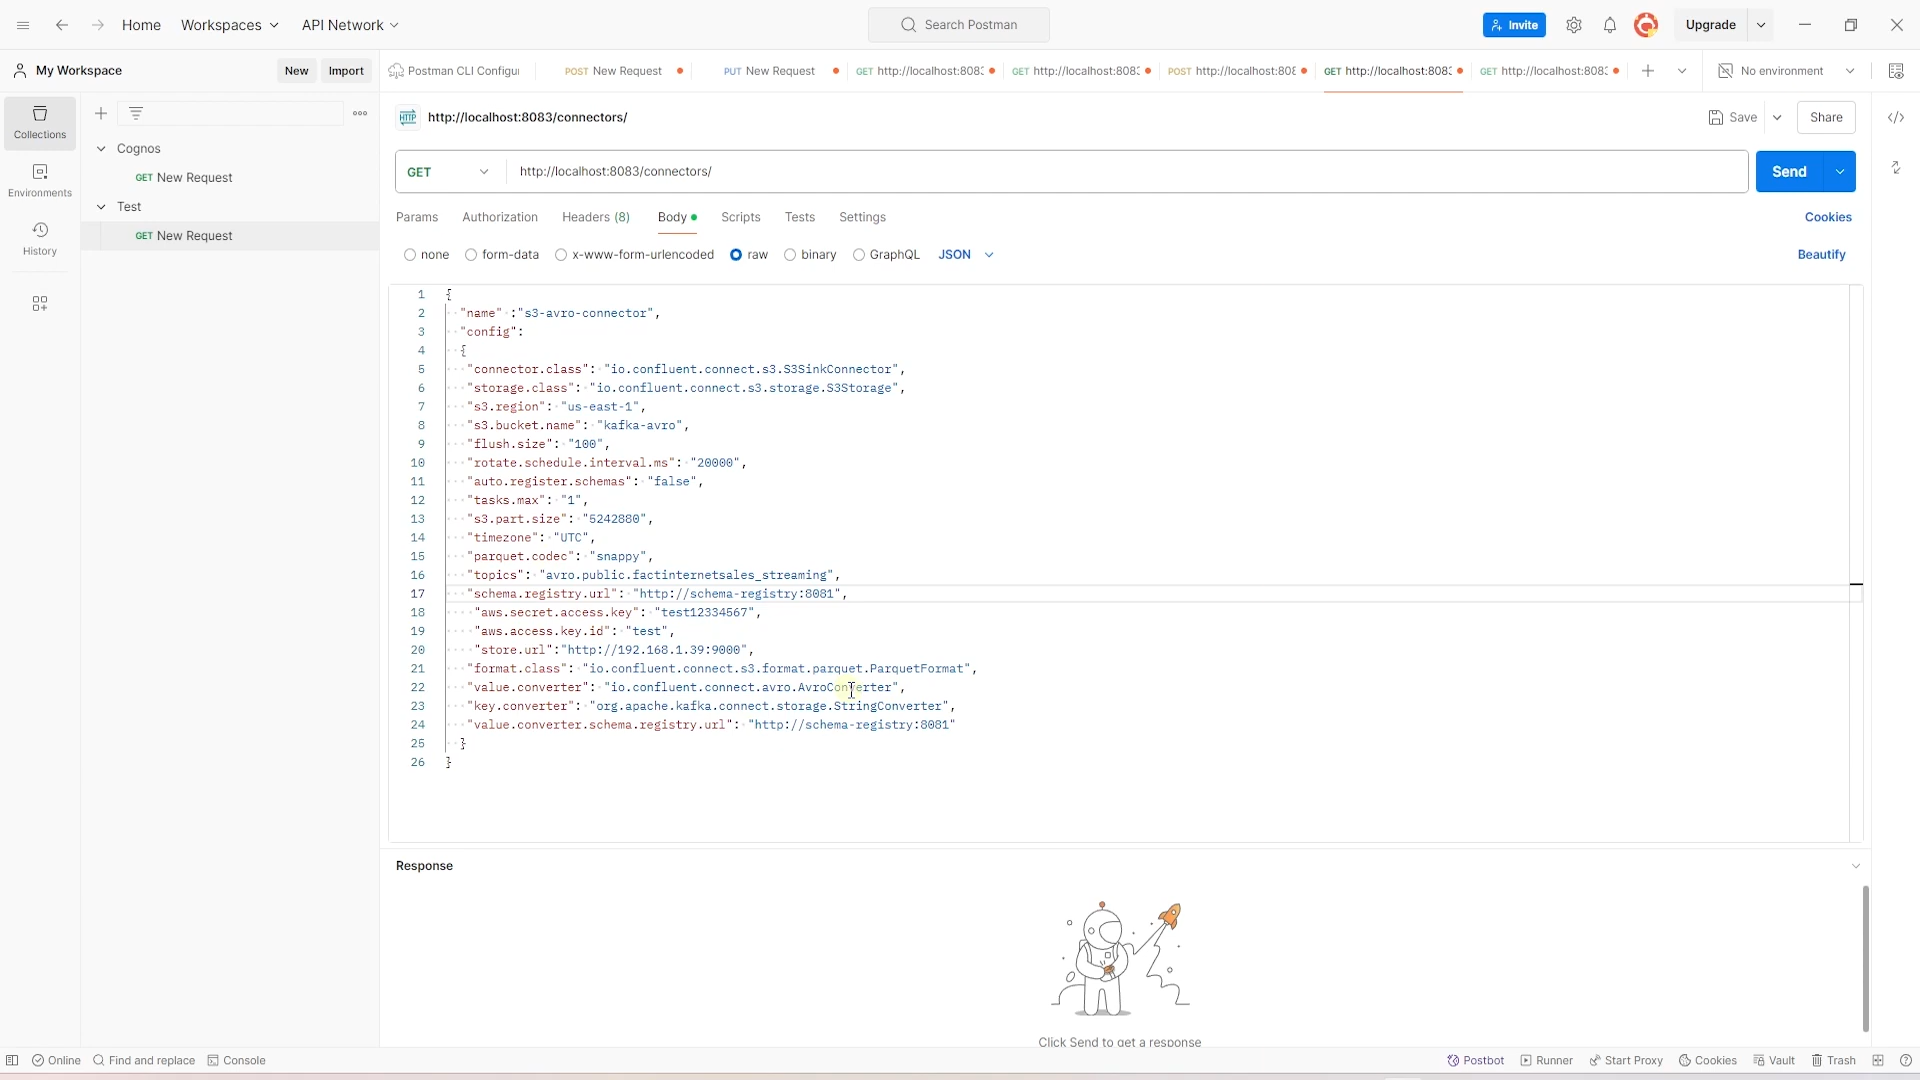 Home Workspaces API Network Search Postman Invite Upgrade
My Workspace New Import Postman CLI Configu POST New Request PUT New Request GET http://localhost:808 GET http://localhost:808 POST http://localhost:80 GET http://localhost:808 GET http://localhost:808 No environment
Collections
Environments
History
Cognos
GET New Request
Test
GET New Request
HTTP http://localhost:8083/connectors/ Save Share
GET http://localhost:8083/connectors/ Send
Params Authorization Headers (8) Body Scripts Tests Settings Cookies
none form-data x-www-form-urlencoded raw binary GraphQL JSON Beautify
1 {
2 "name" :"s3-avro-connector",
3 "config":
4 {
5 "connector.class": "io.confluent.connect.s3.S3SinkConnector",
6 "storage.class": "io.confluent.connect.s3.storage.S3Storage",
7 "s3.region": "us-east-1",
8 "s3.bucket.name": "kafka-avro",
9 "flush.size": "100",
10 "rotate.schedule.interval.ms": "20000",
11 "auto.register.schemas": "false",
12 "tasks.max": "1",
13 "s3.part.size": "5242880",
14 "timezone": "UTC",
15 "parquet.codec": "snappy",
16 "topics": "avro.public.factinternetsales_streaming",
17 "schema.registry.url": "http://schema-registry:8081",
18 "aws.secret.access.key": "test12334567",
19 "aws.access.key.id": "test",
20 "store.url":"http://192.168.1.39:9000",
21 "format.class": "io.confluent.connect.s3.format.parquet.ParquetFormat",
22 "value.converter": "io.confluent.connect.avro.AvroConverter",
23 "key.converter": "org.apache.kafka.connect.storage.StringConverter",
24 "value.converter.schema.registry.url": "http://schema-registry:8081"
25 }
26 }
Response
Click Send to get a response
Online Find and replace Console Postbot Runner Start Proxy Cookies Vault Trash